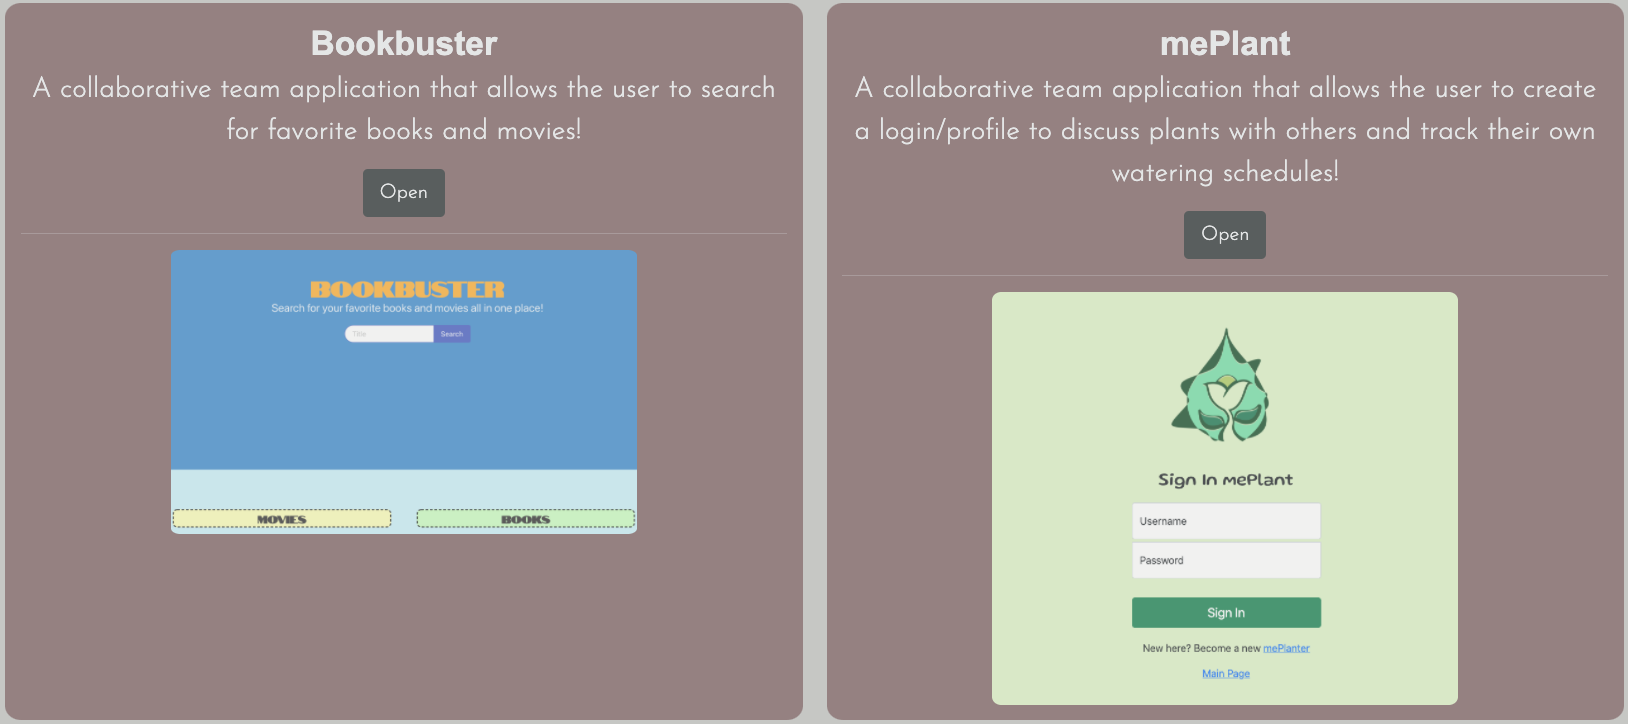 Bookbuster
A collaborative team application that allows the user to search
for favorite books and movies!
Open
BOOKBUSTER
Search for your favorite books and movies all in one place!
Title
Search
MOVIES
BOOKS
mePlant
A collaborative team application that allows the user to create
a login/profile to discuss plants with others and track their own
watering schedules!
Open
Sign In mePlant
Username
Password
Sign In
New here? Become a new mePlanter
Main Page